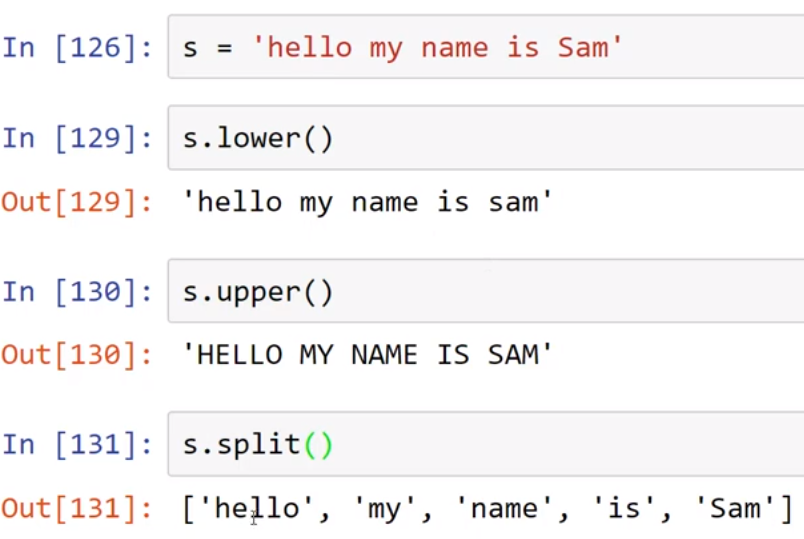 In [126]: s = 'hello my name is Sam'
In [129]: s.lower()
Out[129]: 'hello my name is sam'
In [130]: s.upper()
Out[130]: 'HELLO MY NAME IS SAM'
In [131]: s.split()
Out[131]: ['hello', 'my', 'name', 'is', 'Sam']